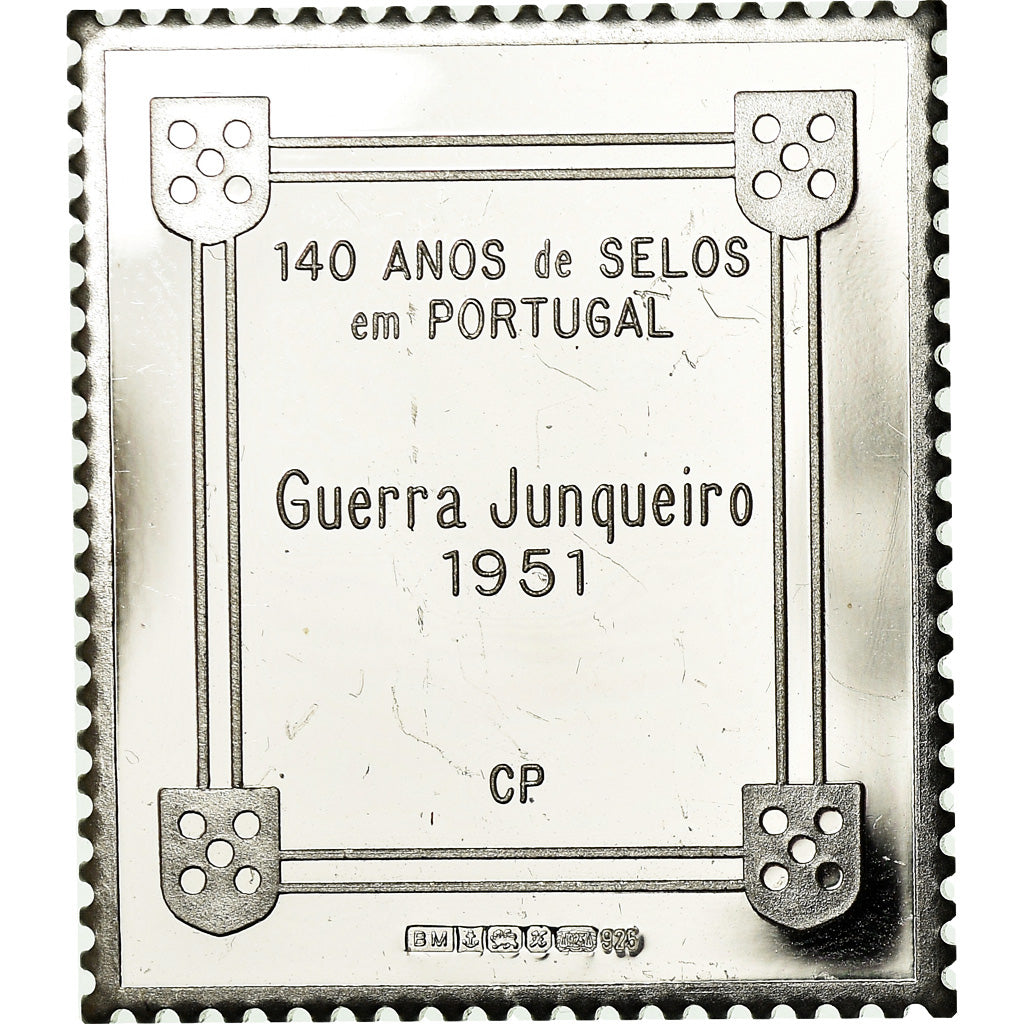 140 ANOS de SELOS
em PORTUGAL
Guerra Junqueiro
1951
CP.
BM 925